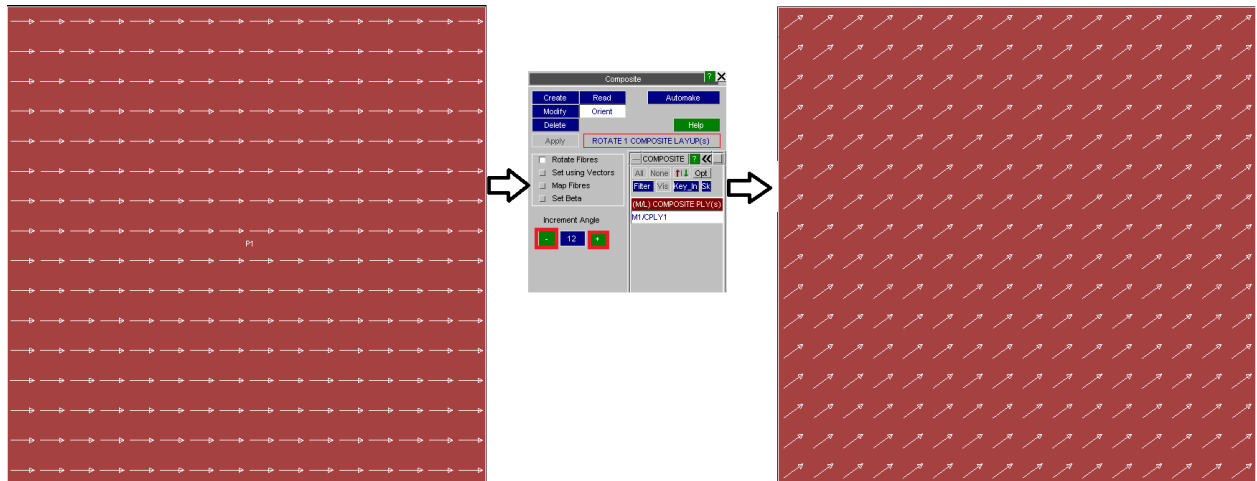 P1
Composite ?
Create Read Automake
Modify Orient
Delete Help
Apply ROTATE 1 COMPOSITE LAYUP(s)
Rotate Fibres
Set using Vectors
Map Fibres
Set Beta
Increment Angle
- 12 +
COMPOSITE ?
All None Opt
Filter Vis Key_In Sk
(M/L) COMPOSITE PLY(s)
M1/CPLY1